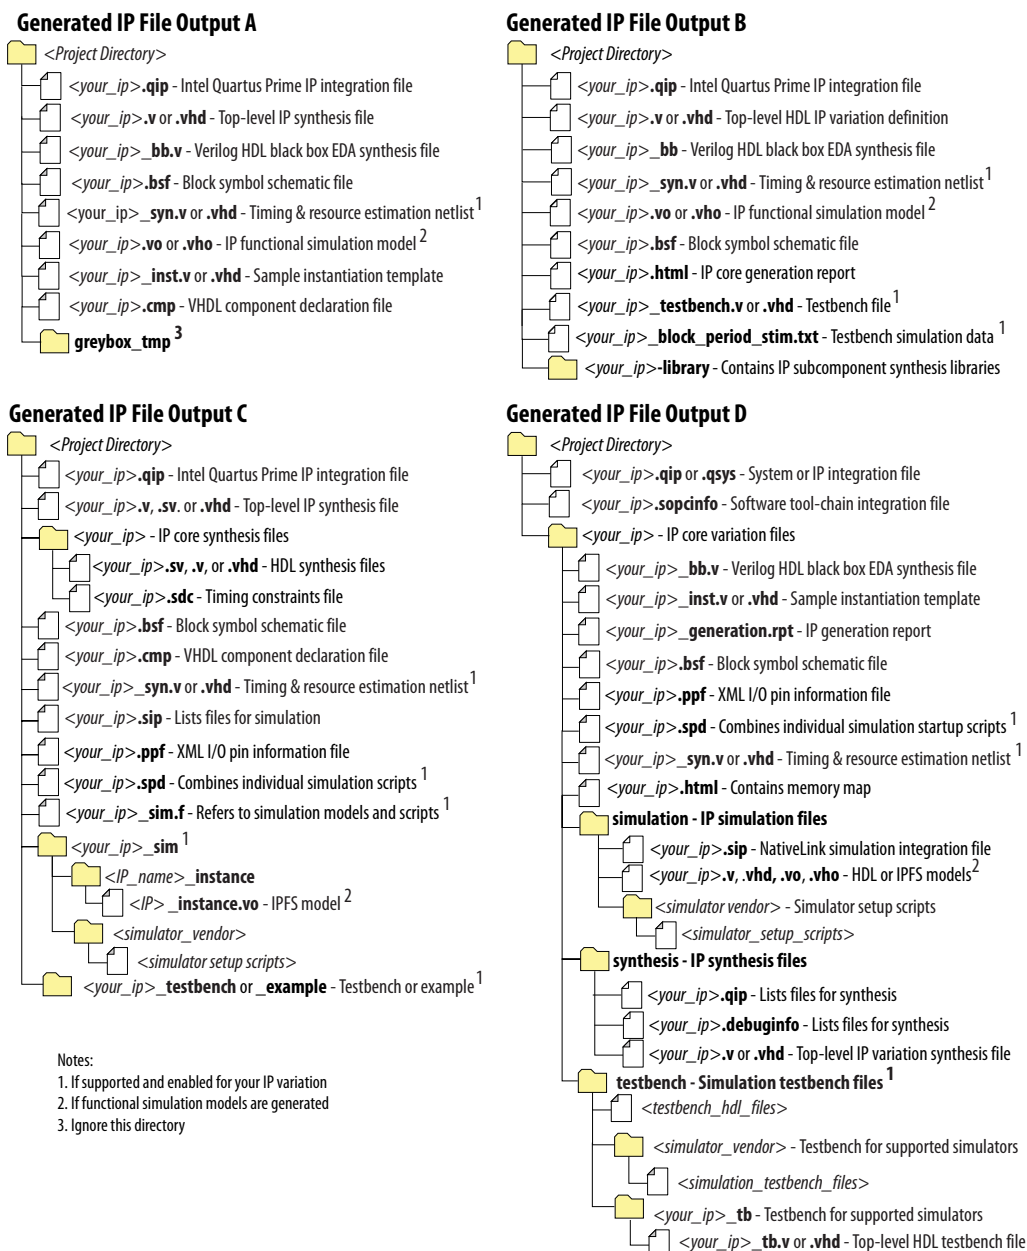 Generated IP File Output A
<Project Directory>
<your_ip>.qip - Intel Quartus Prime IP integration file
<your_ip>.v or .vhd - Top-level IP synthesis file
<your_ip>_bb.v - Verilog HDL black box EDA synthesis file
<your_ip>.bsf - Block symbol schematic file
<your_ip>_syn.v or .vhd - Timing & resource estimation netlist 1
<your_ip>.vo or .vho - IP functional simulation model 2
<your_ip>_inst.v or .vhd - Sample instantiation template
<your_ip>.cmp - VHDL component declaration file
greybox_tmp 3
Generated IP File Output B
<Project Directory>
<your_ip>.qip - Intel Quartus Prime IP integration file
<your_ip>.v or .vhd - Top-level HDL IP variation definition
<your_ip>_bb - Verilog HDL black box EDA synthesis file
<your_ip>_syn.v or .vhd - Timing & resource estimation netlist 1
<your_ip>.vo or .vho - IP functional simulation model 2
<your_ip>.bsf - Block symbol schematic file
<your_ip>.html - IP core generation report
<your_ip>_testbench.v or .vhd - Testbench file 1
<your_ip>_block_period_stim.txt - Testbench simulation data 1
<your_ip>-library - Contains IP subcomponent synthesis libraries
Generated IP File Output C
<Project Directory>
<your_ip>.qip - Intel Quartus Prime IP integration file
<your_ip>.v, .sv. or .vhd - Top-level IP synthesis file
<your_ip> - IP core synthesis files
<your_ip>.sv, .v, or .vhd - HDL synthesis files
<your_ip>.sdc - Timing constraints file
<your_ip>.bsf - Block symbol schematic file
<your_ip>.cmp - VHDL component declaration file
<your_ip>_syn.v or .vhd - Timing & resource estimation netlist 1
<your_ip>.sip - Lists files for simulation
<your_ip>.ppf - XML I/O pin information file
<your_ip>.spd - Combines individual simulation scripts 1
<your_ip>_sim.f - Refers to simulation models and scripts 1
<your_ip>_sim 1
<IP_name>_instance
<IP> _instance.vo - IPFS model 2
<simulator_vendor>
<simulator setup scripts>
<your_ip>_testbench or _example - Testbench or example 1
Notes:
1. If supported and enabled for your IP variation
2. If functional simulation models are generated
3. Ignore this directory
Generated IP File Output D
<Project Directory>
<your_ip>.qip or .qsys - System or IP integration file
<your_ip>.sopcinfo - Software tool-chain integration file
<your_ip> - IP core variation files
<your_ip>_bb.v - Verilog HDL black box EDA synthesis file
<your_ip>_inst.v or .vhd - Sample instantiation template
<your_ip>_generation.rpt - IP generation report
<your_ip>.bsf - Block symbol schematic file
<your_ip>.ppf - XML I/O pin information file
<your_ip>.spd - Combines individual simulation startup scripts 1
<your_ip>_syn.v or .vhd - Timing & resource estimation netlist 1
<your_ip>.html - Contains memory map
simulation - IP simulation files
<your_ip>.sip - NativeLink simulation integration file
<your_ip>.v, .vhd, .vo, .vho - HDL or IPFS models 2
<simulator vendor> - Simulator setup scripts
<simulator_setup_scripts>
synthesis - IP synthesis files
<your_ip>.qip - Lists files for synthesis
<your_ip>.debuginfo - Lists files for synthesis
<your_ip>.v or .vhd - Top-level IP variation synthesis file
testbench - Simulation testbench files 1
<testbench_hdl_files>
<simulator_vendor> - Testbench for supported simulators
<simulation_testbench_files>
<your_ip>_tb - Testbench for supported simulators
<your_ip>_tb.v or .vhd - Top-level HDL testbench file